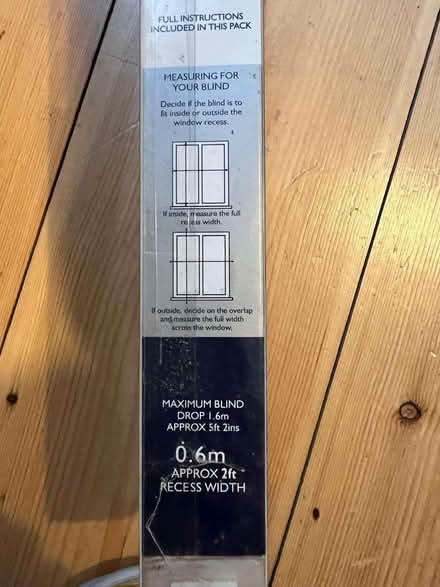 FULL INSTRUCTIONS
INCLUDED IN THIS PACK
MEASURING FOR
YOUR BLIND
Decide if the blind is to
fit inside or outside the
window recess.
If inside, measure the full
recess width.
If outside, decide on the overlap
and measure the full width
across the window.
MAXIMUM BLIND
DROP 1.6m
APPROX 5ft 2ins
0.6m
APPROX 2ft
RECESS WIDTH